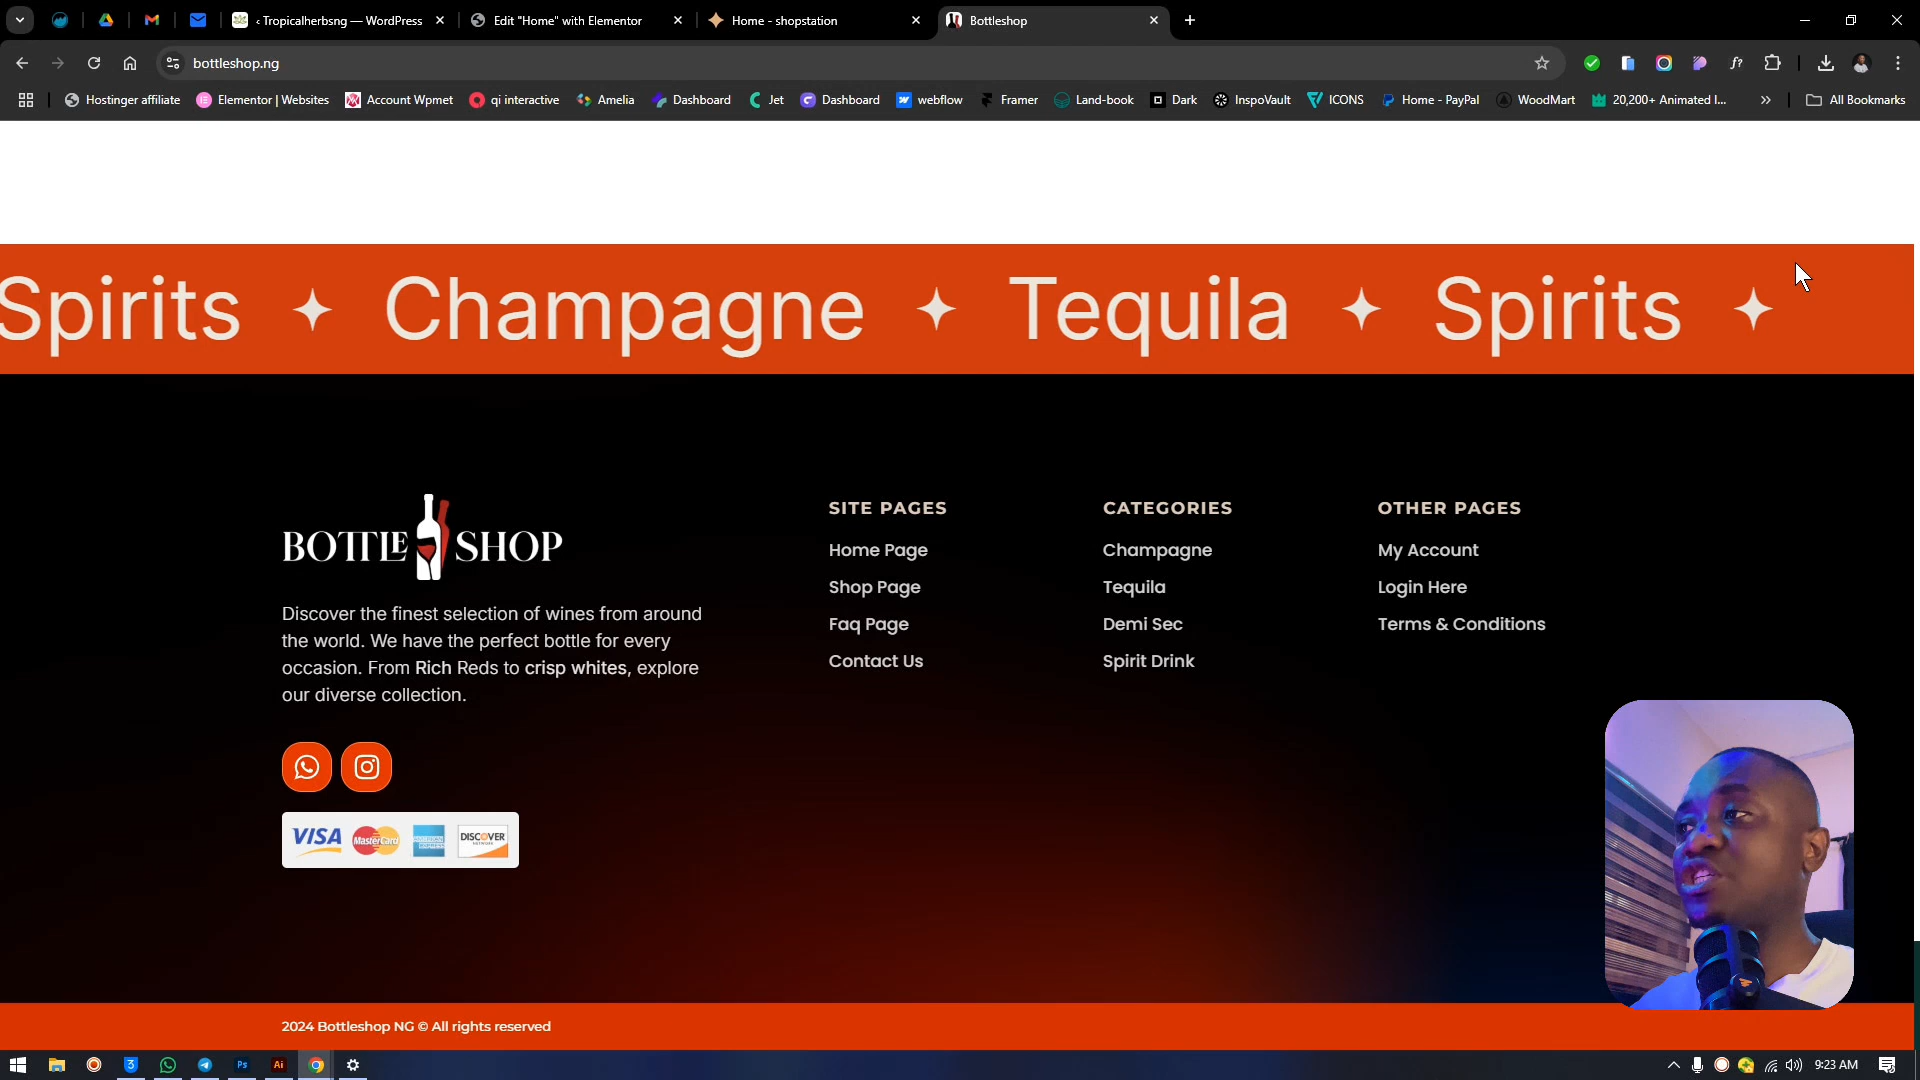 ‹ Tropicalherbsng — WordPress
Edit "Home" with Elementor
Home - shopstation
Bottleshop
bottleshop.ng
Hostinger affiliate
Elementor | Websites
Account Wpmet
qi interactive
Amelia
Dashboard
Jet
Dashboard
webflow
Framer
Land-book
Dark
InspoVault
ICONS
Home - PayPal
WoodMart
20,200+ Animated I...
All Bookmarks
Spirits ✦ Champagne ✦ Tequila ✦ Spirits ✦
BOTTLE SHOP
Discover the finest selection of wines from around
the world. We have the perfect bottle for every
occasion. From Rich Reds to crisp whites, explore
our diverse collection.
VISA MasterCard AMERICAN EXPRESS DISCOVER
SITE PAGES
Home Page
Shop Page
Faq Page
Contact Us
CATEGORIES
Champagne
Tequila
Demi Sec
Spirit Drink
OTHER PAGES
My Account
Login Here
Terms & Conditions
2024 Bottleshop NG © All rights reserved
Ps
Ai
9:23 AM